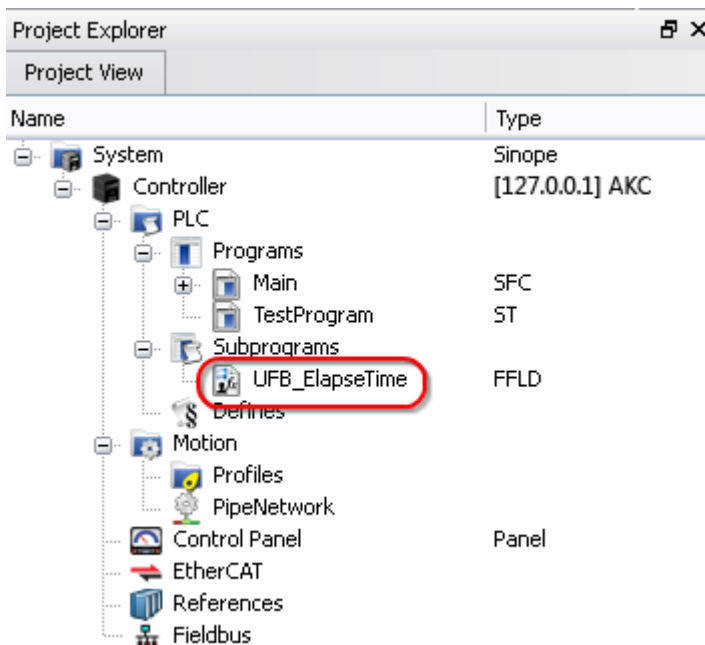 Project Explorer
Project View
Name Type
System Sinope
Controller [127.0.0.1] AKC
PLC
Programs
Main SFC
TestProgram ST
Subprograms
UFB_ElapseTime FFLD
Defines
Motion
Profiles
PipeNetwork
Control Panel Panel
EtherCAT
References
Fieldbus